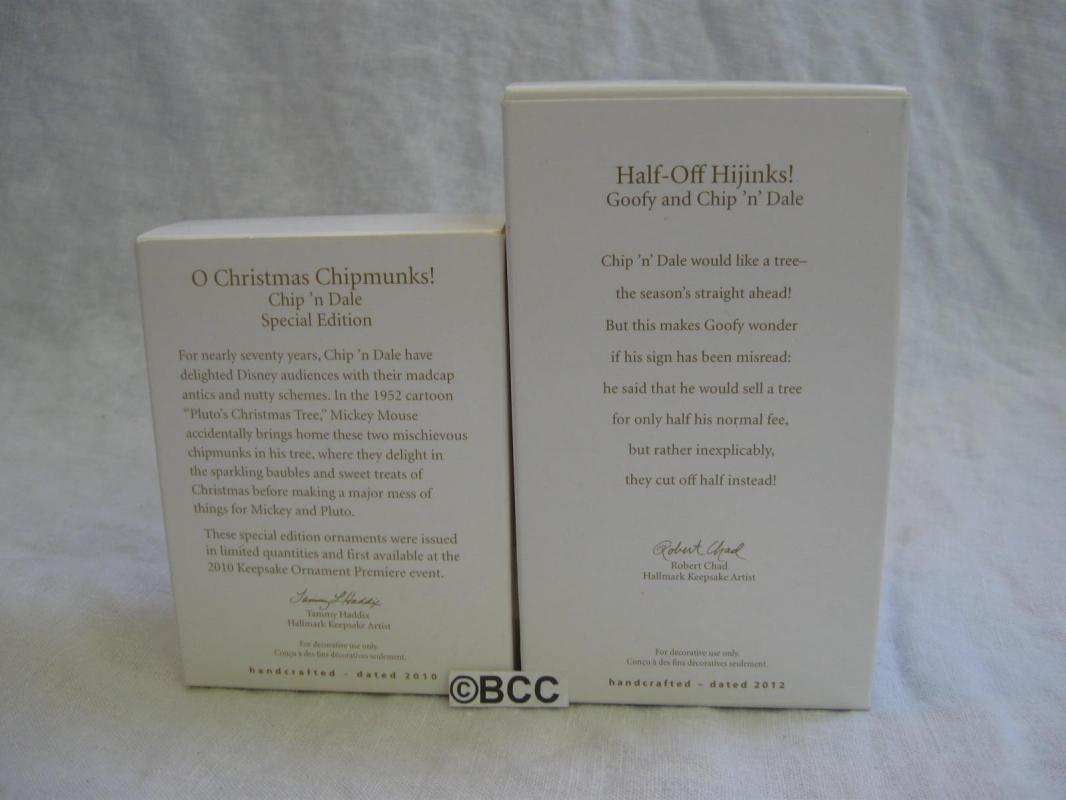 O Christmas Chipmunks!
Chip 'n Dale
Special Edition
For nearly seventy years, Chip 'n Dale have
delighted Disney audiences with their madcap
antics and nutty schemes. In the 1952 cartoon
"Pluto's Christmas Tree," Mickey Mouse
accidentally brings home these two mischievous
chipmunks in his tree, where they delight in
the sparkling baubles and sweet treats of
Christmas before making a major mess of
things for Mickey and Pluto.
These special edition ornaments were issued
in limited quantities and first available at the
2010 Keepsake Ornament Premiere event.
Tammy L Haddix
Tammy Haddix
Hallmark Keepsake Artist
For decorative use only.
Conçu à des fins décoratives seulement.
handcrafted – dated 2010
Half-Off Hijinks!
Goofy and Chip 'n' Dale
Chip 'n' Dale would like a tree–
the season's straight ahead!
But this makes Goofy wonder
if his sign has been misread:
he said that he would sell a tree
for only half his normal fee,
but rather inexplicably,
they cut off half instead!
Robert Chad
Robert Chad
Hallmark Keepsake Artist
For decorative use only.
Conçu à des fins décoratives seulement.
handcrafted – dated 2012
©BCC